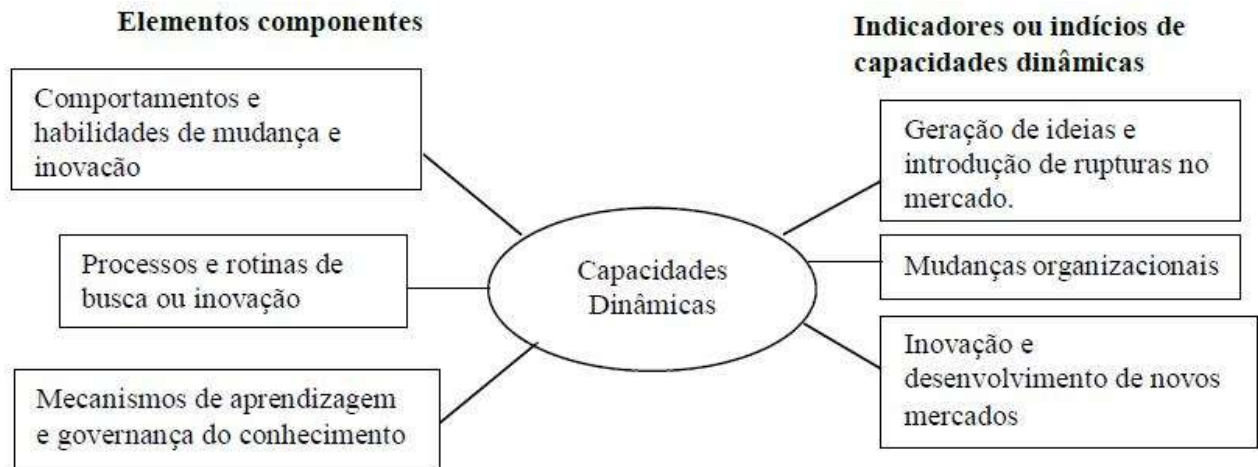 Elementos componentes
Comportamentos e
habilidades de mudança e
inovacão
Processos e rotinas de
busca ou inovação
Mecanismos de aprendizagem
e governança do conhecimento
Capacidades
Dinâmicas
Indicadores ou indícios de
capacidades dinâmicas
Geração de ideias e
introdução de rupturas no
mercado.
Mudanças organizacionais
Inovação e
desenvolvimento de novos
mercados